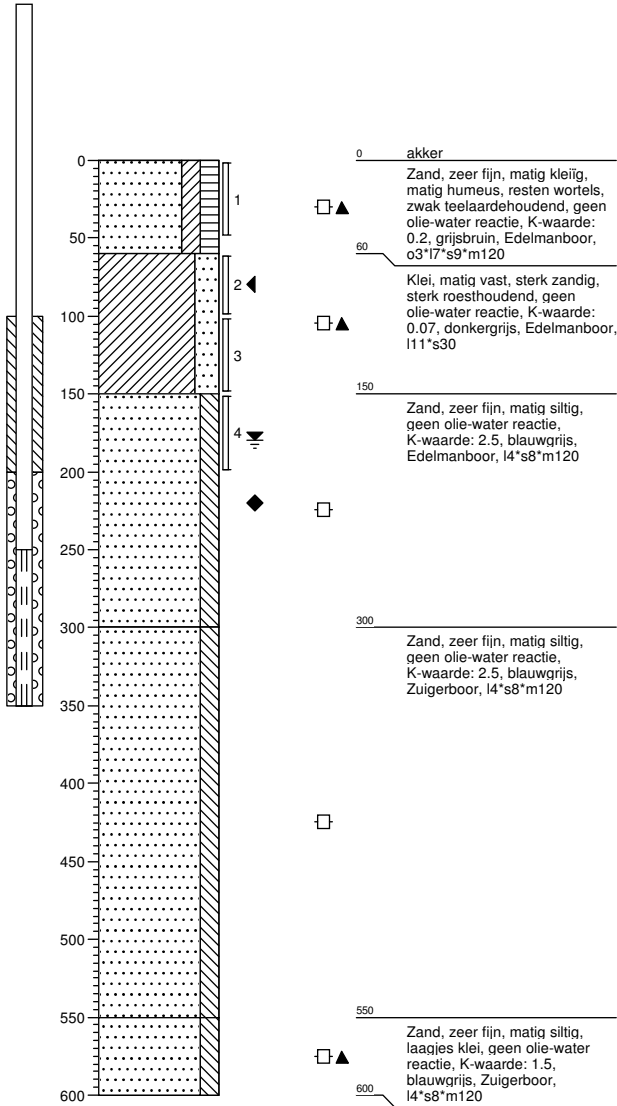 0
50
100
150
200
250
300
350
400
450
500
550
600
1
2
3
4
0 akker
Zand, zeer fijn, matig kleiïg,
matig humeus, resten wortels,
zwak teelaardehoudend, geen
olie-water reactie, K-waarde:
0.2, grijsbruin, Edelmanboor,
o3*l7*s9*m120
60
Klei, matig vast, sterk zandig,
sterk roesthoudend, geen
olie-water reactie, K-waarde:
0.07, donkergrijs, Edelmanboor,
l11*s30
150
Zand, zeer fijn, matig siltig,
geen olie-water reactie,
K-waarde: 2.5, blauwgrijs,
Edelmanboor, l4*s8*m120
300
Zand, zeer fijn, matig siltig,
geen olie-water reactie,
K-waarde: 2.5, blauwgrijs,
Zuigerboor, l4*s8*m120
550
Zand, zeer fijn, matig siltig,
laagjes klei, geen olie-water
reactie, K-waarde: 1.5,
blauwgrijs, Zuigerboor,
l4*s8*m120
600